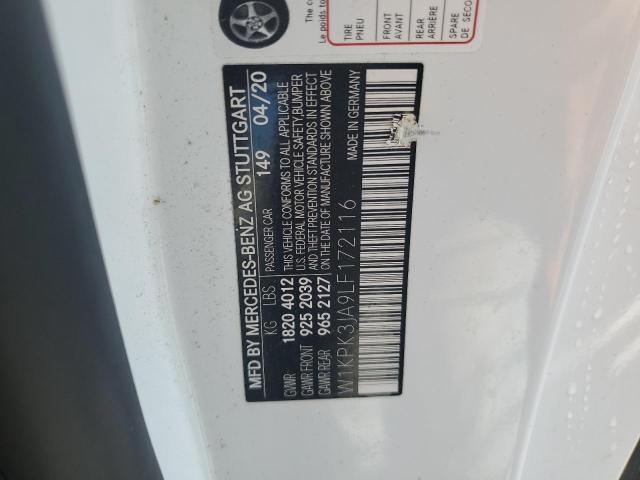 The co
Le poids to
TIRE
PNEU
FRONT
AVANT
REAR
ARRIÈRE
SPARE
DE SECO
MFD BY MERCEDES-BENZ AG STUTTGART
KG LBS PASSENGER CAR 149 04/20
GVWR 1820 4012 THIS VEHICLE CONFORMS TO ALL APPLICABLE
GAWR FRONT 925 2039 U.S. FEDERAL MOTOR VEHICLE SAFETY,BUMPER
AND THEFT PREVENTION STANDARDS IN EFFECT
GAWR REAR 965 2127 ON THE DATE OF MANUFACTURE SHOWN ABOVE
W1KPK3JA9LF172116 MADE IN GERMANY